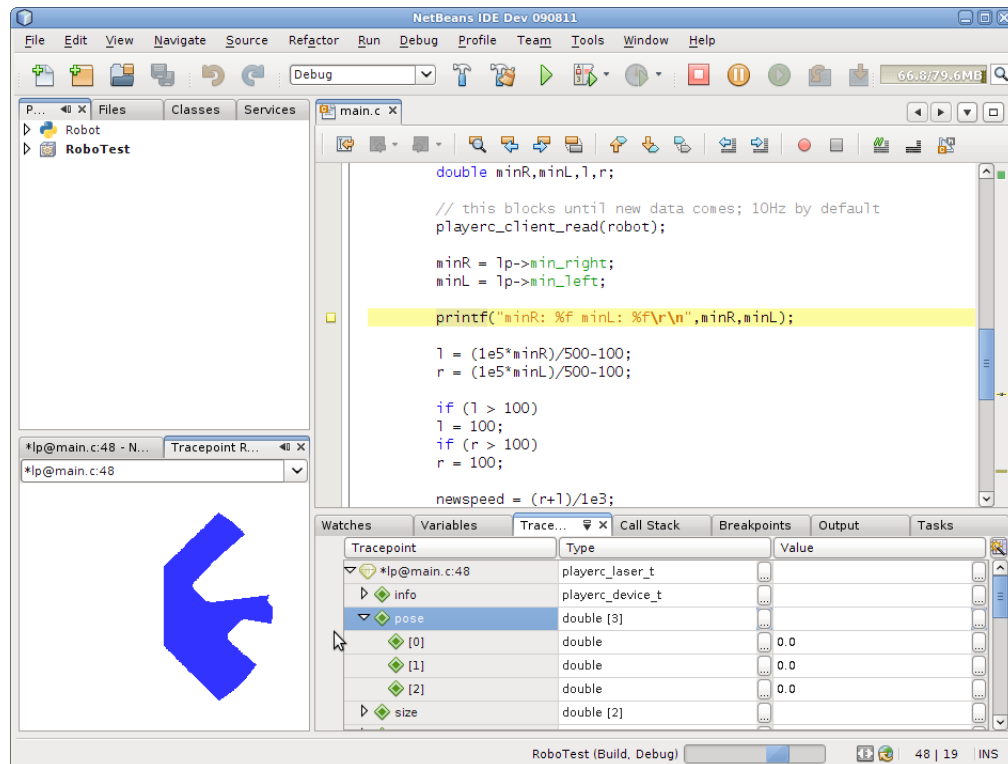 NetBeans IDE Dev 090811
File Edit View Navigate Source Refactor Run Debug Profile Team Tools Window Help
Debug 66.8/79.6MB
P... Files Classes Services
main.c
Robot
RoboTest
double minR,minL,l,r;
// this blocks until new data comes; 10Hz by default
playerc_client_read(robot);
minR = lp->min_right;
minL = lp->min_left;
printf("minR: %f minL: %f\r\n",minR,minL);
l = (1e5*minR)/500-100;
r = (1e5*minL)/500-100;
if (l > 100)
l = 100;
if (r > 100)
r = 100;
newspeed = (r+l)/1e3;
*lp@main.c:48 - N... Tracepoint R...
*lp@main.c:48
Watches Variables Trace... Call Stack Breakpoints Output Tasks
Tracepoint Type Value
*lp@main.c:48 playerc_laser_t ...
info playerc_device_t ...
pose double [3] ...
[0] double ... 0.0 ...
[1] double ... 0.0 ...
[2] double ... 0.0 ...
size double [2] ...
RoboTest (Build, Debug) 48 | 19 INS